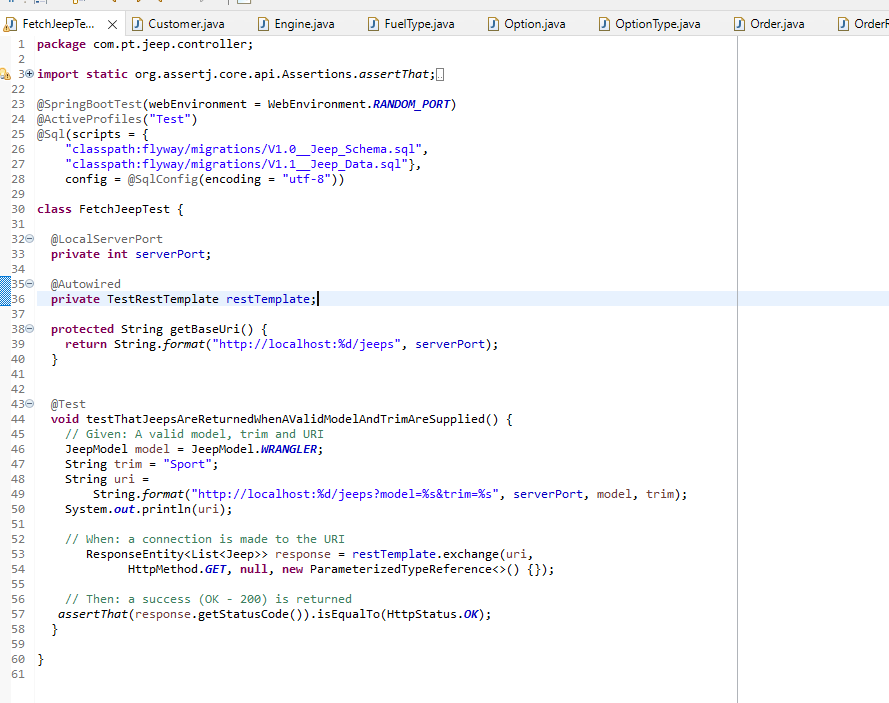 FetchJeepTe... Customer.java Engine.java FuelType.java Option.java OptionType.java Order.java
1 package com.pt.jeep.controller;
2
3 import static org.assertj.core.api.Assertions.assertThat;
22
23 @SpringBootTest(webEnvironment = WebEnvironment.RANDOM_PORT)
24 @ActiveProfiles("Test")
25 @Sql(scripts = {
26     "classpath:flyway/migrations/V1.0__Jeep_Schema.sql",
27     "classpath:flyway/migrations/V1.1__Jeep_Data.sql"},
28     config = @SqlConfig(encoding = "utf-8"))
29
30 class FetchJeepTest {
31
32   @LocalServerPort
33   private int serverPort;
34
35   @Autowired
36   private TestRestTemplate restTemplate;
37
38   protected String getBaseUri() {
39     return String.format("http://localhost:%d/jeeps", serverPort);
40   }
41
42
43   @Test
44   void testThatJeepsAreReturnedWhenAValidModelAndTrimAreSupplied() {
45     // Given: A valid model, trim and URI
46     JeepModel model = JeepModel.WRANGLER;
47     String trim = "Sport";
48     String uri =
49         String.format("http://localhost:%d/jeeps?model=%s&trim=%s", serverPort, model, trim);
50     System.out.println(uri);
51
52     // When: a connection is made to the URI
53        ResponseEntity<List<Jeep>> response = restTemplate.exchange(uri,
54              HttpMethod.GET, null, new ParameterizedTypeReference<>() {});
55
56     // Then: a success (OK - 200) is returned
57    assertThat(response.getStatusCode()).isEqualTo(HttpStatus.OK);
58   }
59
60 }
61